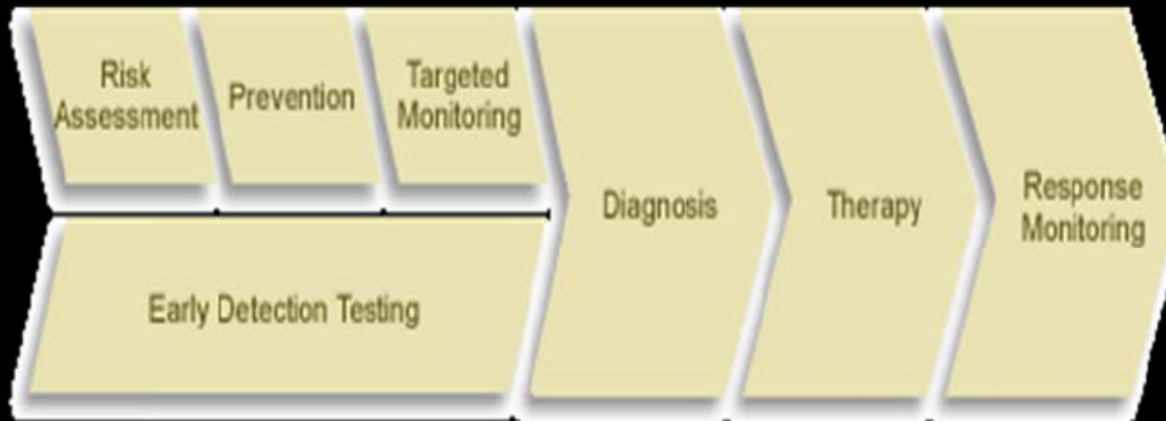 Risk
Assessment
Prevention
Targeted
Monitoring
Early Detection Testing
Diagnosis
Therapy
Response
Monitoring